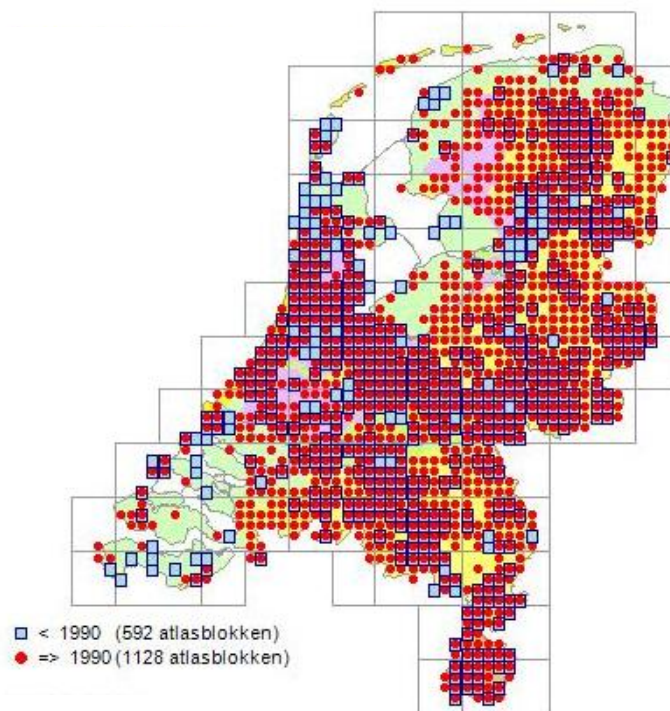 < 1990 (592 atlasblokken)
=> 1990 (1128 atlasblokken)